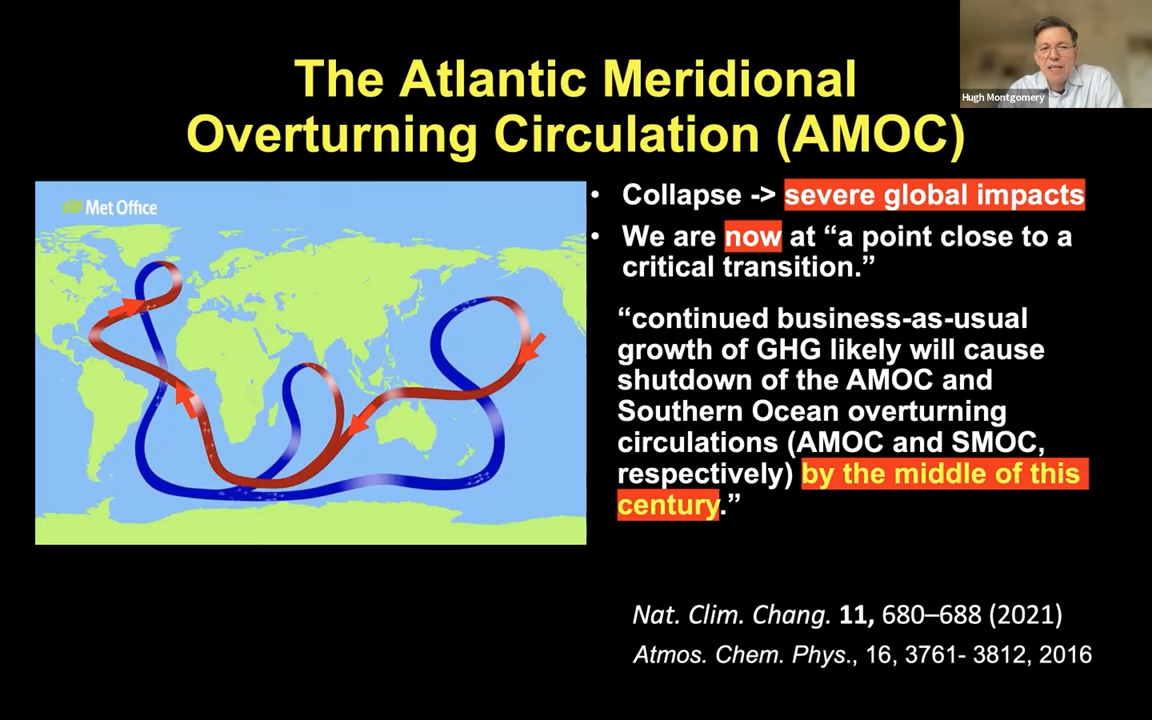 The Atlantic Meridional
Overturning Circulation (AMOC)
Hugh Montgomery
Met Office
• Collapse -> severe global impacts
• We are now at “a point close to a
critical transition.”
“continued business-as-usual
growth of GHG likely will cause
shutdown of the AMOC and
Southern Ocean overturning
circulations (AMOC and SMOC,
respectively) by the middle of this
century.”
Nat. Clim. Chang. 11, 680–688 (2021)
Atmos. Chem. Phys., 16, 3761- 3812, 2016